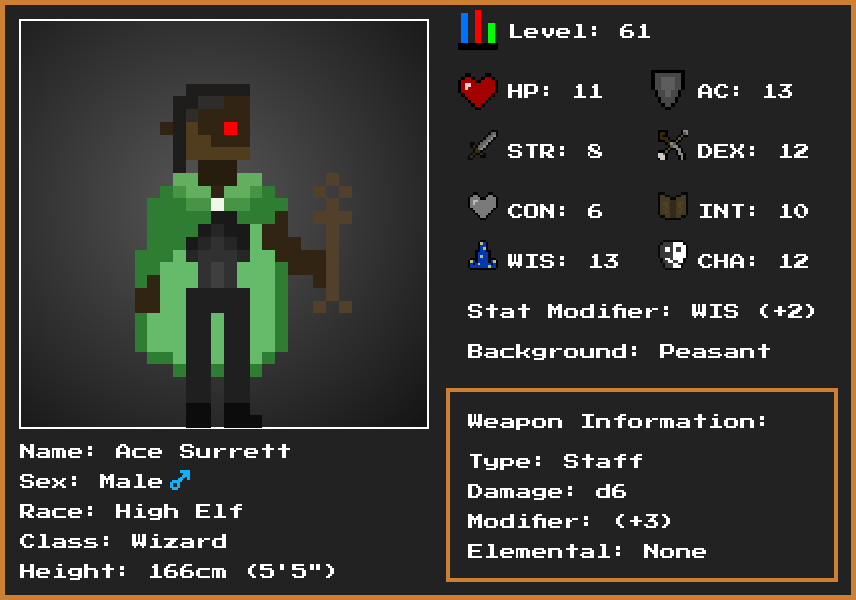 Level: 61
HP: 11
AC: 13
STR: 8
DEX: 12
CON: 6
INT: 10
WIS: 13
CHA: 12
Stat Modifier: WIS (+2)
Background: Peasant
Weapon Information:
Type: Staff
Damage: d6
Modifier: (+3)
Elemental: None
Name: Ace Surrett
Sex: Male♂
Race: High Elf
Class: Wizard
Height: 166cm (5'5")